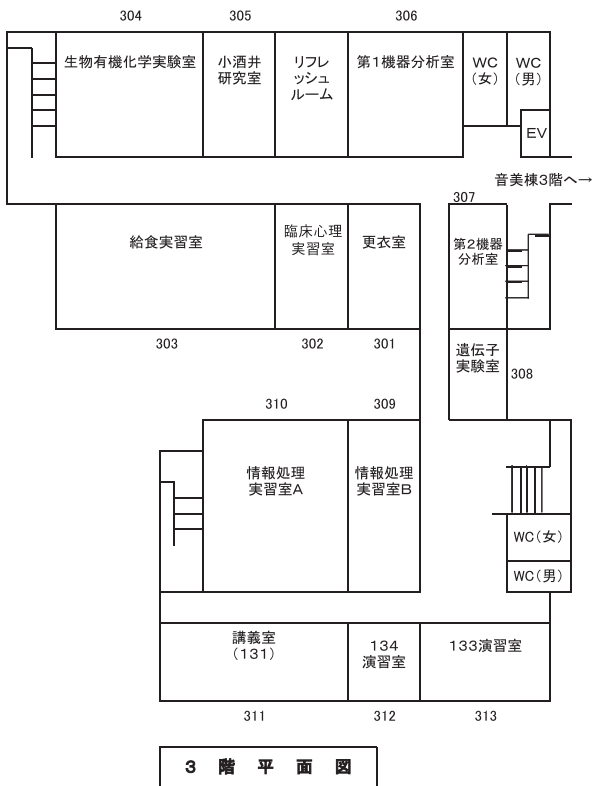 304
305
306
生物有機化学実験室
小酒井
研究室
リフレ
ッシュ
ルーム
第1機器分析室
WC
(女)
WC
(男)
EV
音美棟3階へ→
307
給食実習室
臨床心理
実習室
更衣室
第2機器
分析室
303
302
301
遺伝子
実験室
308
310
309
情報処理
実習室A
情報処理
実習室B
WC(女)
WC(男)
講義室
(131)
134
演習室
133演習室
311
312
313
3 階 平 面 図